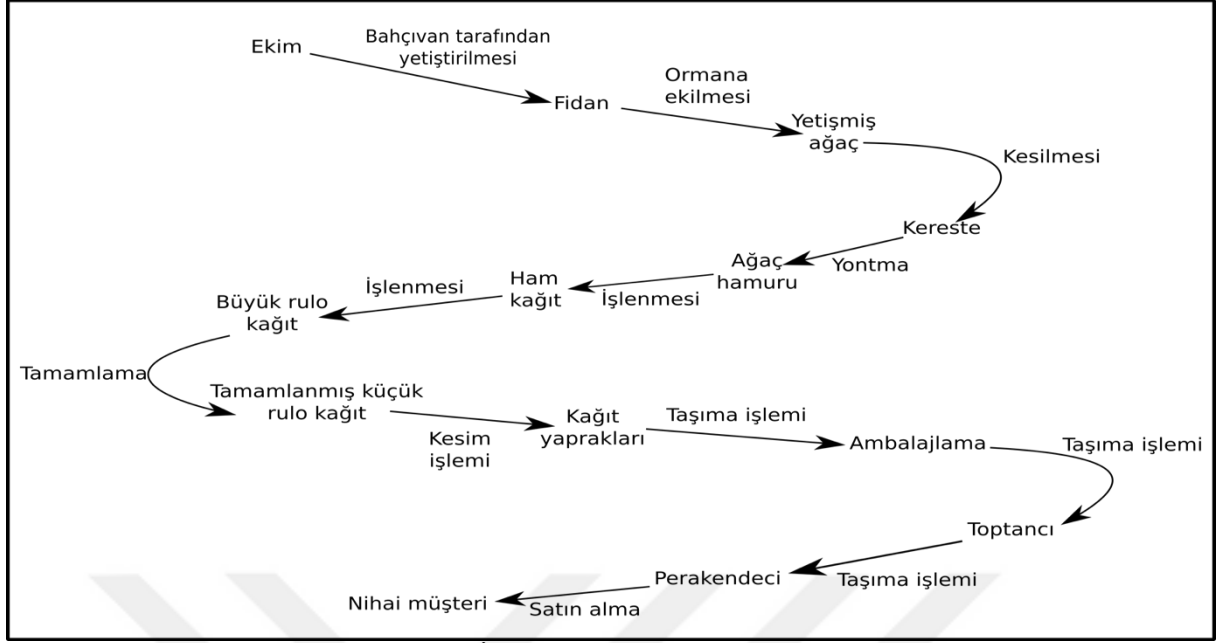 Ekim
Bahçıvan tarafından
yetiştirilmesi
Fidan
Ormana
ekilmesi
Yetişmiş
ağaç
Kesilmesi
Kereste
Yontma
Ağaç
hamuru
İşlenmesi
Ham
kağıt
İşlenmesi
Büyük rulo
kağıt
Tamamlama
Tamamlanmış küçük
rulo kağıt
Kesim
işlemi
Kağıt
yaprakları
Taşıma işlemi
Ambalajlama
Taşıma işlemi
Toptancı
Taşıma işlemi
Perakendeci
Satın alma
Nihai müşteri